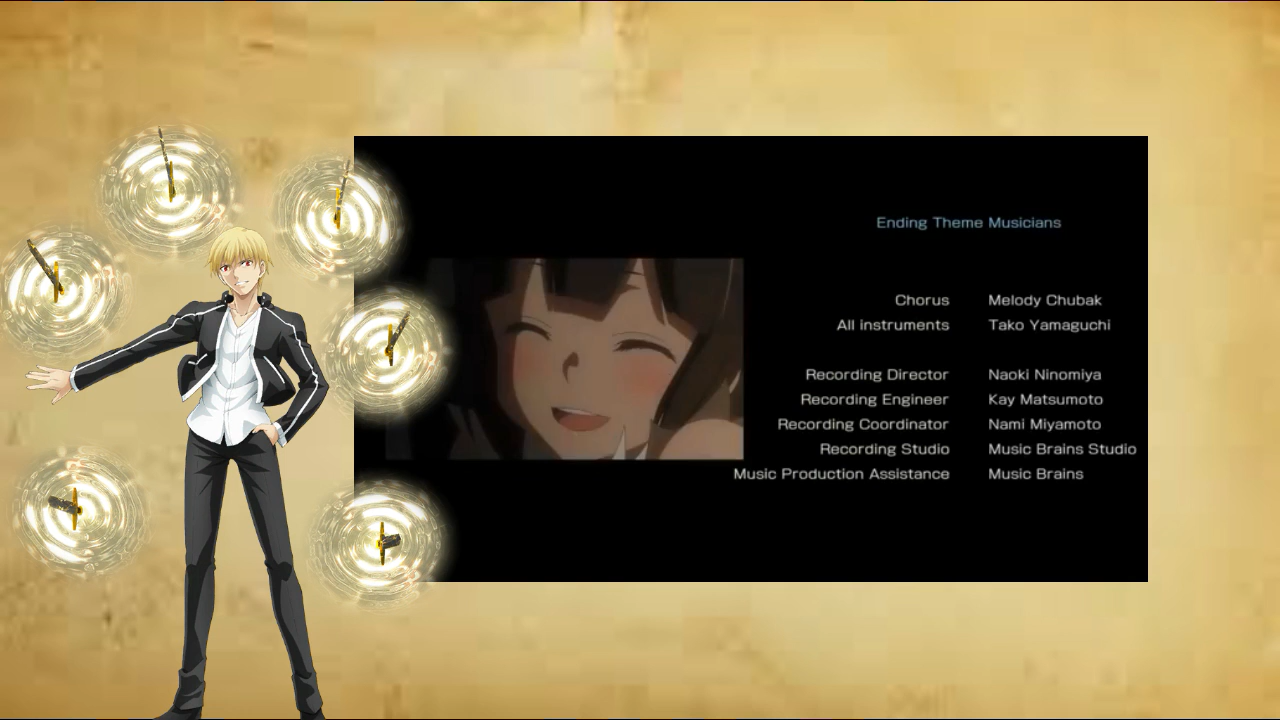 Ending Theme Musicians
Chorus Melody Chubak
All instruments Tako Yamaguchi
Recording Director Naoki Ninomiya
Recording Engineer Kay Matsumoto
Recording Coordinator Nami Miyamoto
Recording Studio Music Brains Studio
Music Production Assistance Music Brains